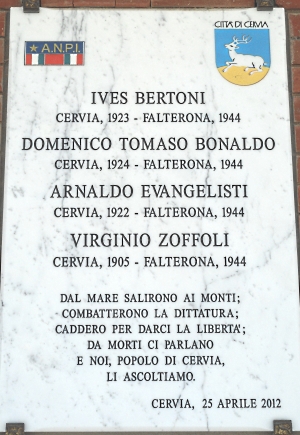 A.N.P.I.
CITTÀ DI CERVIA
IVES BERTONI
CERVIA, 1923 - FALTERONA, 1944
DOMENICO TOMASO BONALDO
CERVIA, 1924 - FALTERONA, 1944
ARNALDO EVANGELISTI
CERVIA, 1922 - FALTERONA, 1944
VIRGINIO ZOFFOLI
CERVIA, 1905 - FALTERONA, 1944
DAL MARE SALIRONO AI MONTI;
COMBATTERONO LA DITTATURA;
CADDERO PER DARCI LA LIBERTA';
DA MORTI CI PARLANO
E NOI, POPOLO DI CERVIA,
LI ASCOLTIAMO.
CERVIA, 25 APRILE 2012